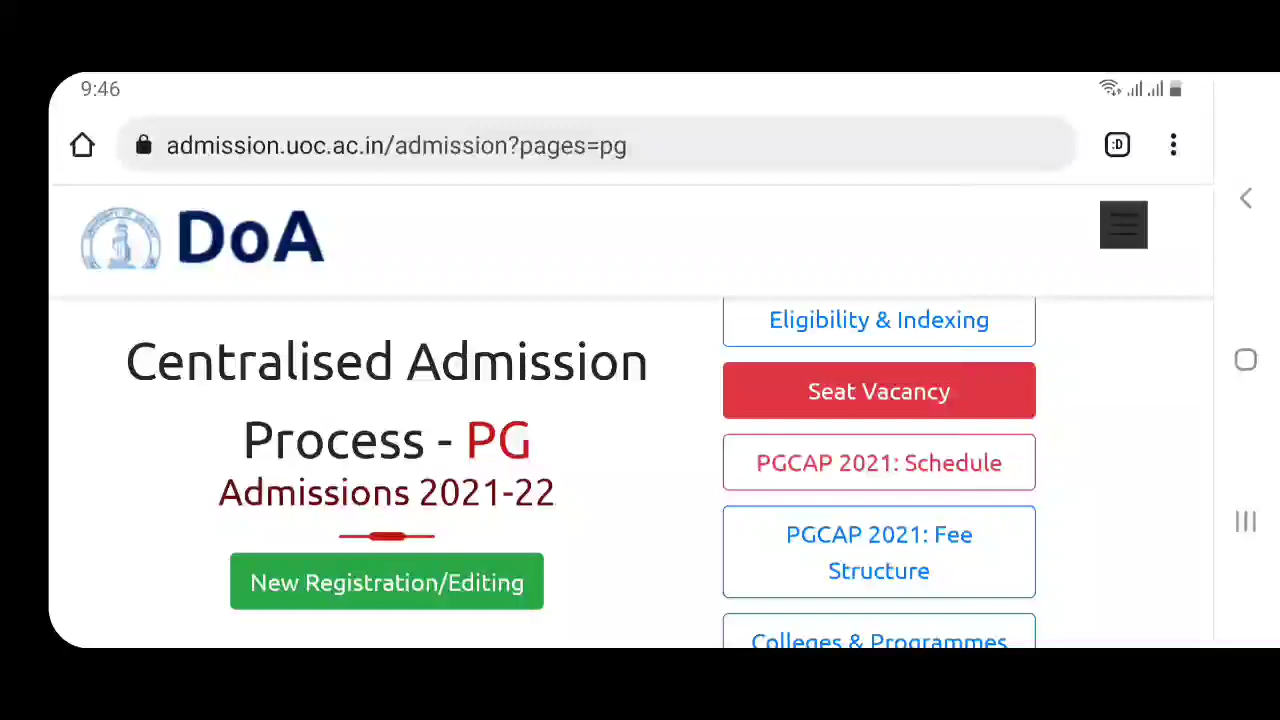 9:46
admission.uoc.ac.in/admission?pages=pg
:D
DoA
Centralised Admission
Process - PG
Admissions 2021-22
New Registration/Editing
Eligibility & Indexing
Seat Vacancy
PGCAP 2021: Schedule
PGCAP 2021: Fee
Structure
Colleges & Programmes